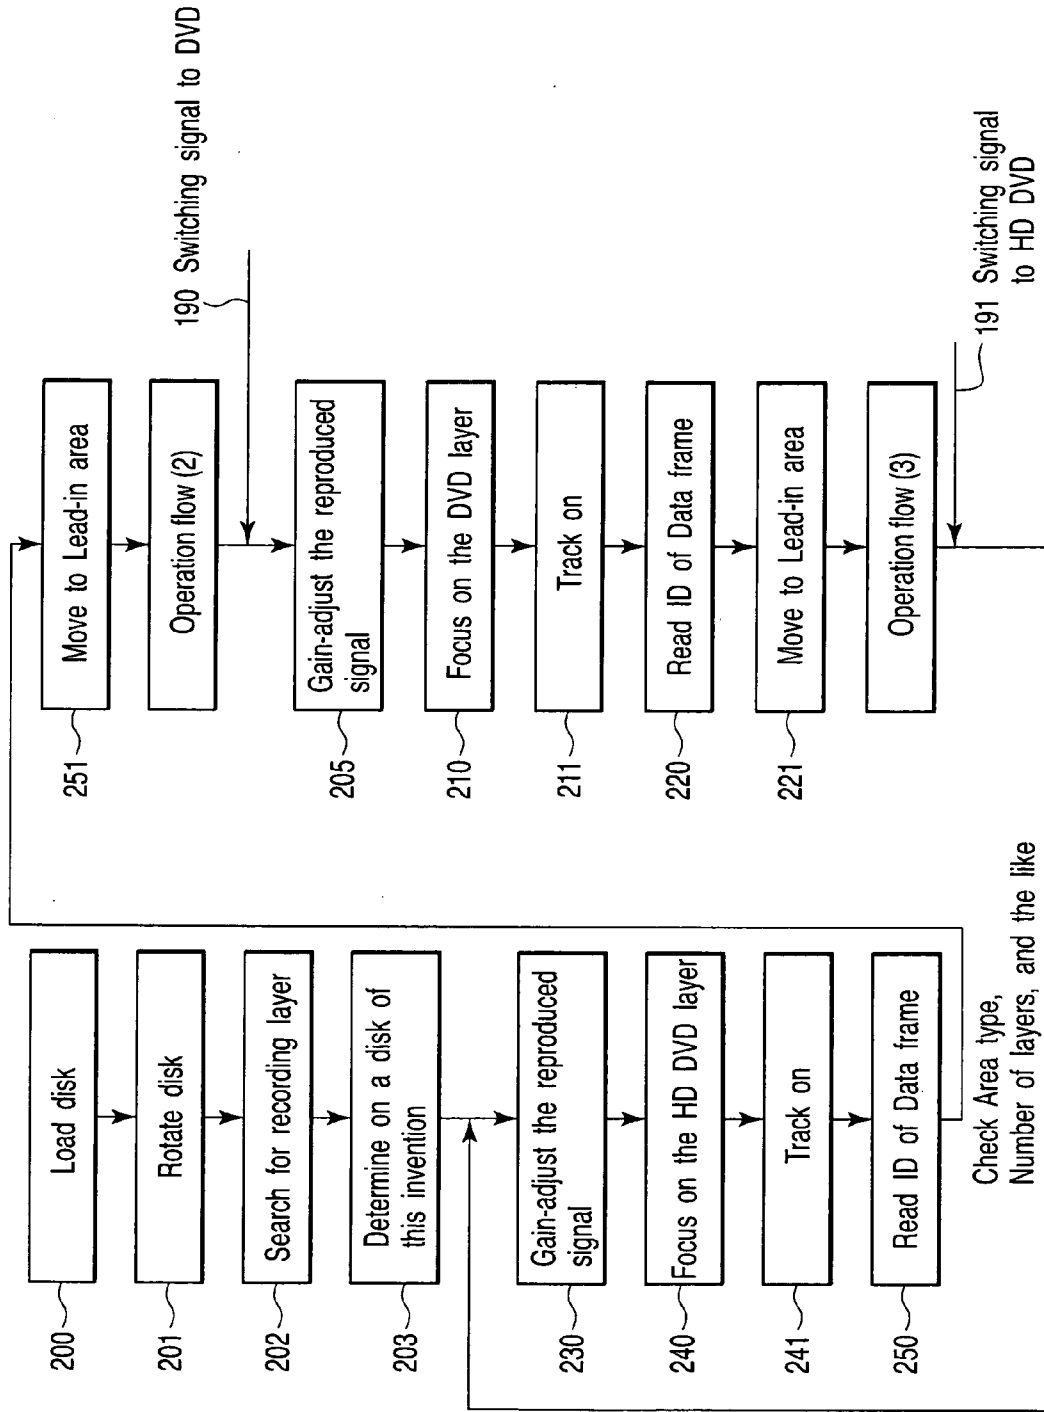 200
Load disk
201
Rotate disk
202
Search for recording layer
203
Determine on a disk of
this invention
230
Gain-adjust the reproduced
signal
240
Focus on the HD DVD layer
241
Track on
250
Read ID of Data frame
Check Area type,
Number of layers, and the like
251
Move to Lead-in area
Operation flow (2)
190 Switching signal to DVD
205
Gain-adjust the reproduced
signal
210
Focus on the DVD layer
211
Track on
220
Read ID of Data frame
221
Move to Lead-in area
Operation flow (3)
191 Switching signal
to HD DVD